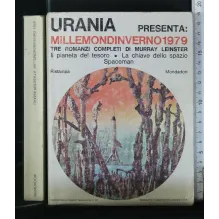 URANIA PRESENTA:
MILLEMONDINVERNO1979
TRE ROMANZI COMPLETI DI MURRAY LEINSTER
Il pianeta del tesoro • La chiave dello spazio
Spaceman
Ristampa Mondadori